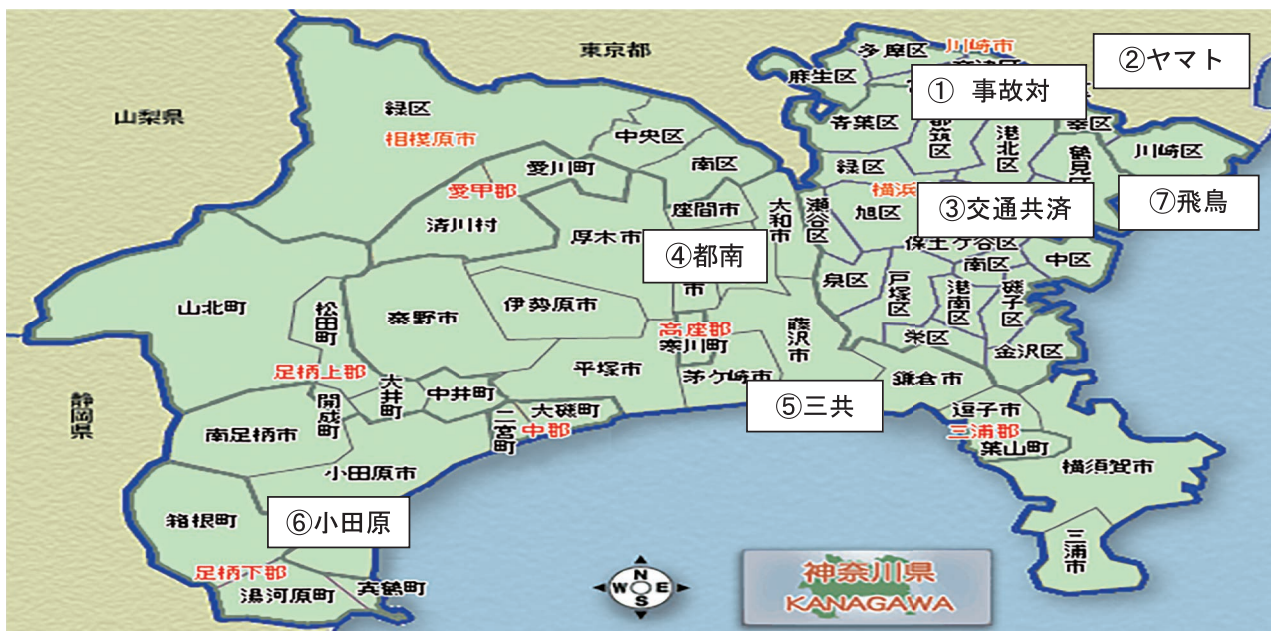 東京都
多摩区
川崎市
麻生区
②ヤマト
① 事故対
山梨県
緑区
相模原市
中央区
青葉区
都筑区
港北区
幸区
川崎区
南区
愛川町
緑区
鶴見区
愛甲郡
座間市
大和市
瀬谷区
旭区
横浜
③交通共済
⑦飛鳥
清川村
厚木市
④都南
市
保土ケ谷区
南区
中区
泉区
戸塚区
港南区
磯子区
山北町
松田町
秦野市
伊勢原市
高座郡
寒川町
藤沢市
栄区
金沢区
足柄上郡
大井町
中井町
平塚市
茅ケ崎市
鎌倉市
静岡県
開成町
南足柄市
二宮町
大磯町
中郡
⑤三共
逗子市
三浦郡
葉山町
小田原市
横須賀市
箱根町
⑥小田原
足柄下郡
湯河原町
真鶴町
三浦市
N
W E
S
神奈川県
KANAGAWA